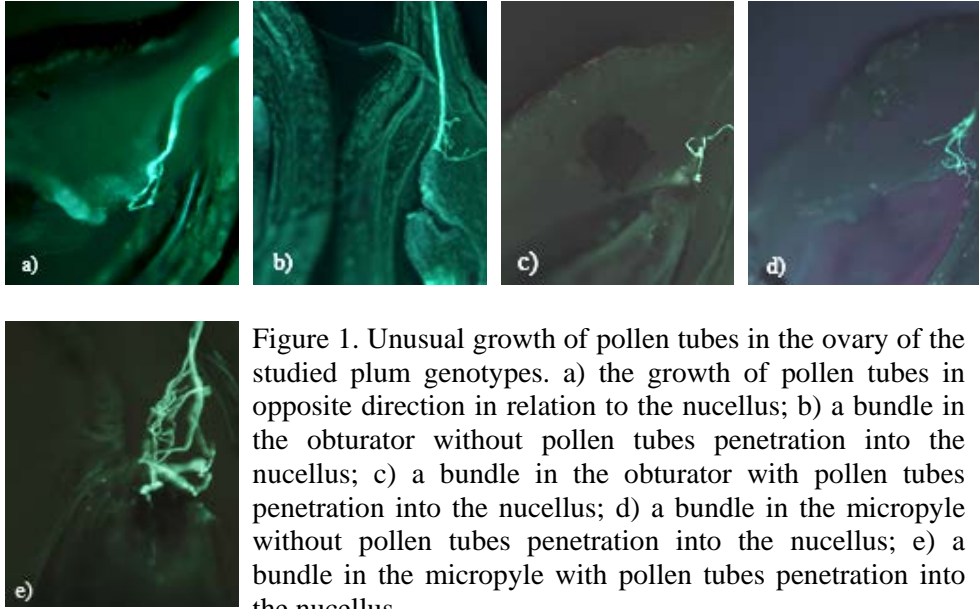 a)
b)
c)
d)
e)
Figure 1. Unusual growth of pollen tubes in the ovary of the
studied plum genotypes. a) the growth of pollen tubes in
opposite direction in relation to the nucellus; b) a bundle in
the obturator without pollen tubes penetration into the
nucellus; c) a bundle in the obturator with pollen tubes
penetration into the nucellus; d) a bundle in the micropyle
without pollen tubes penetration into the nucellus; e) a
bundle in the micropyle with pollen tubes penetration into
the nucellus